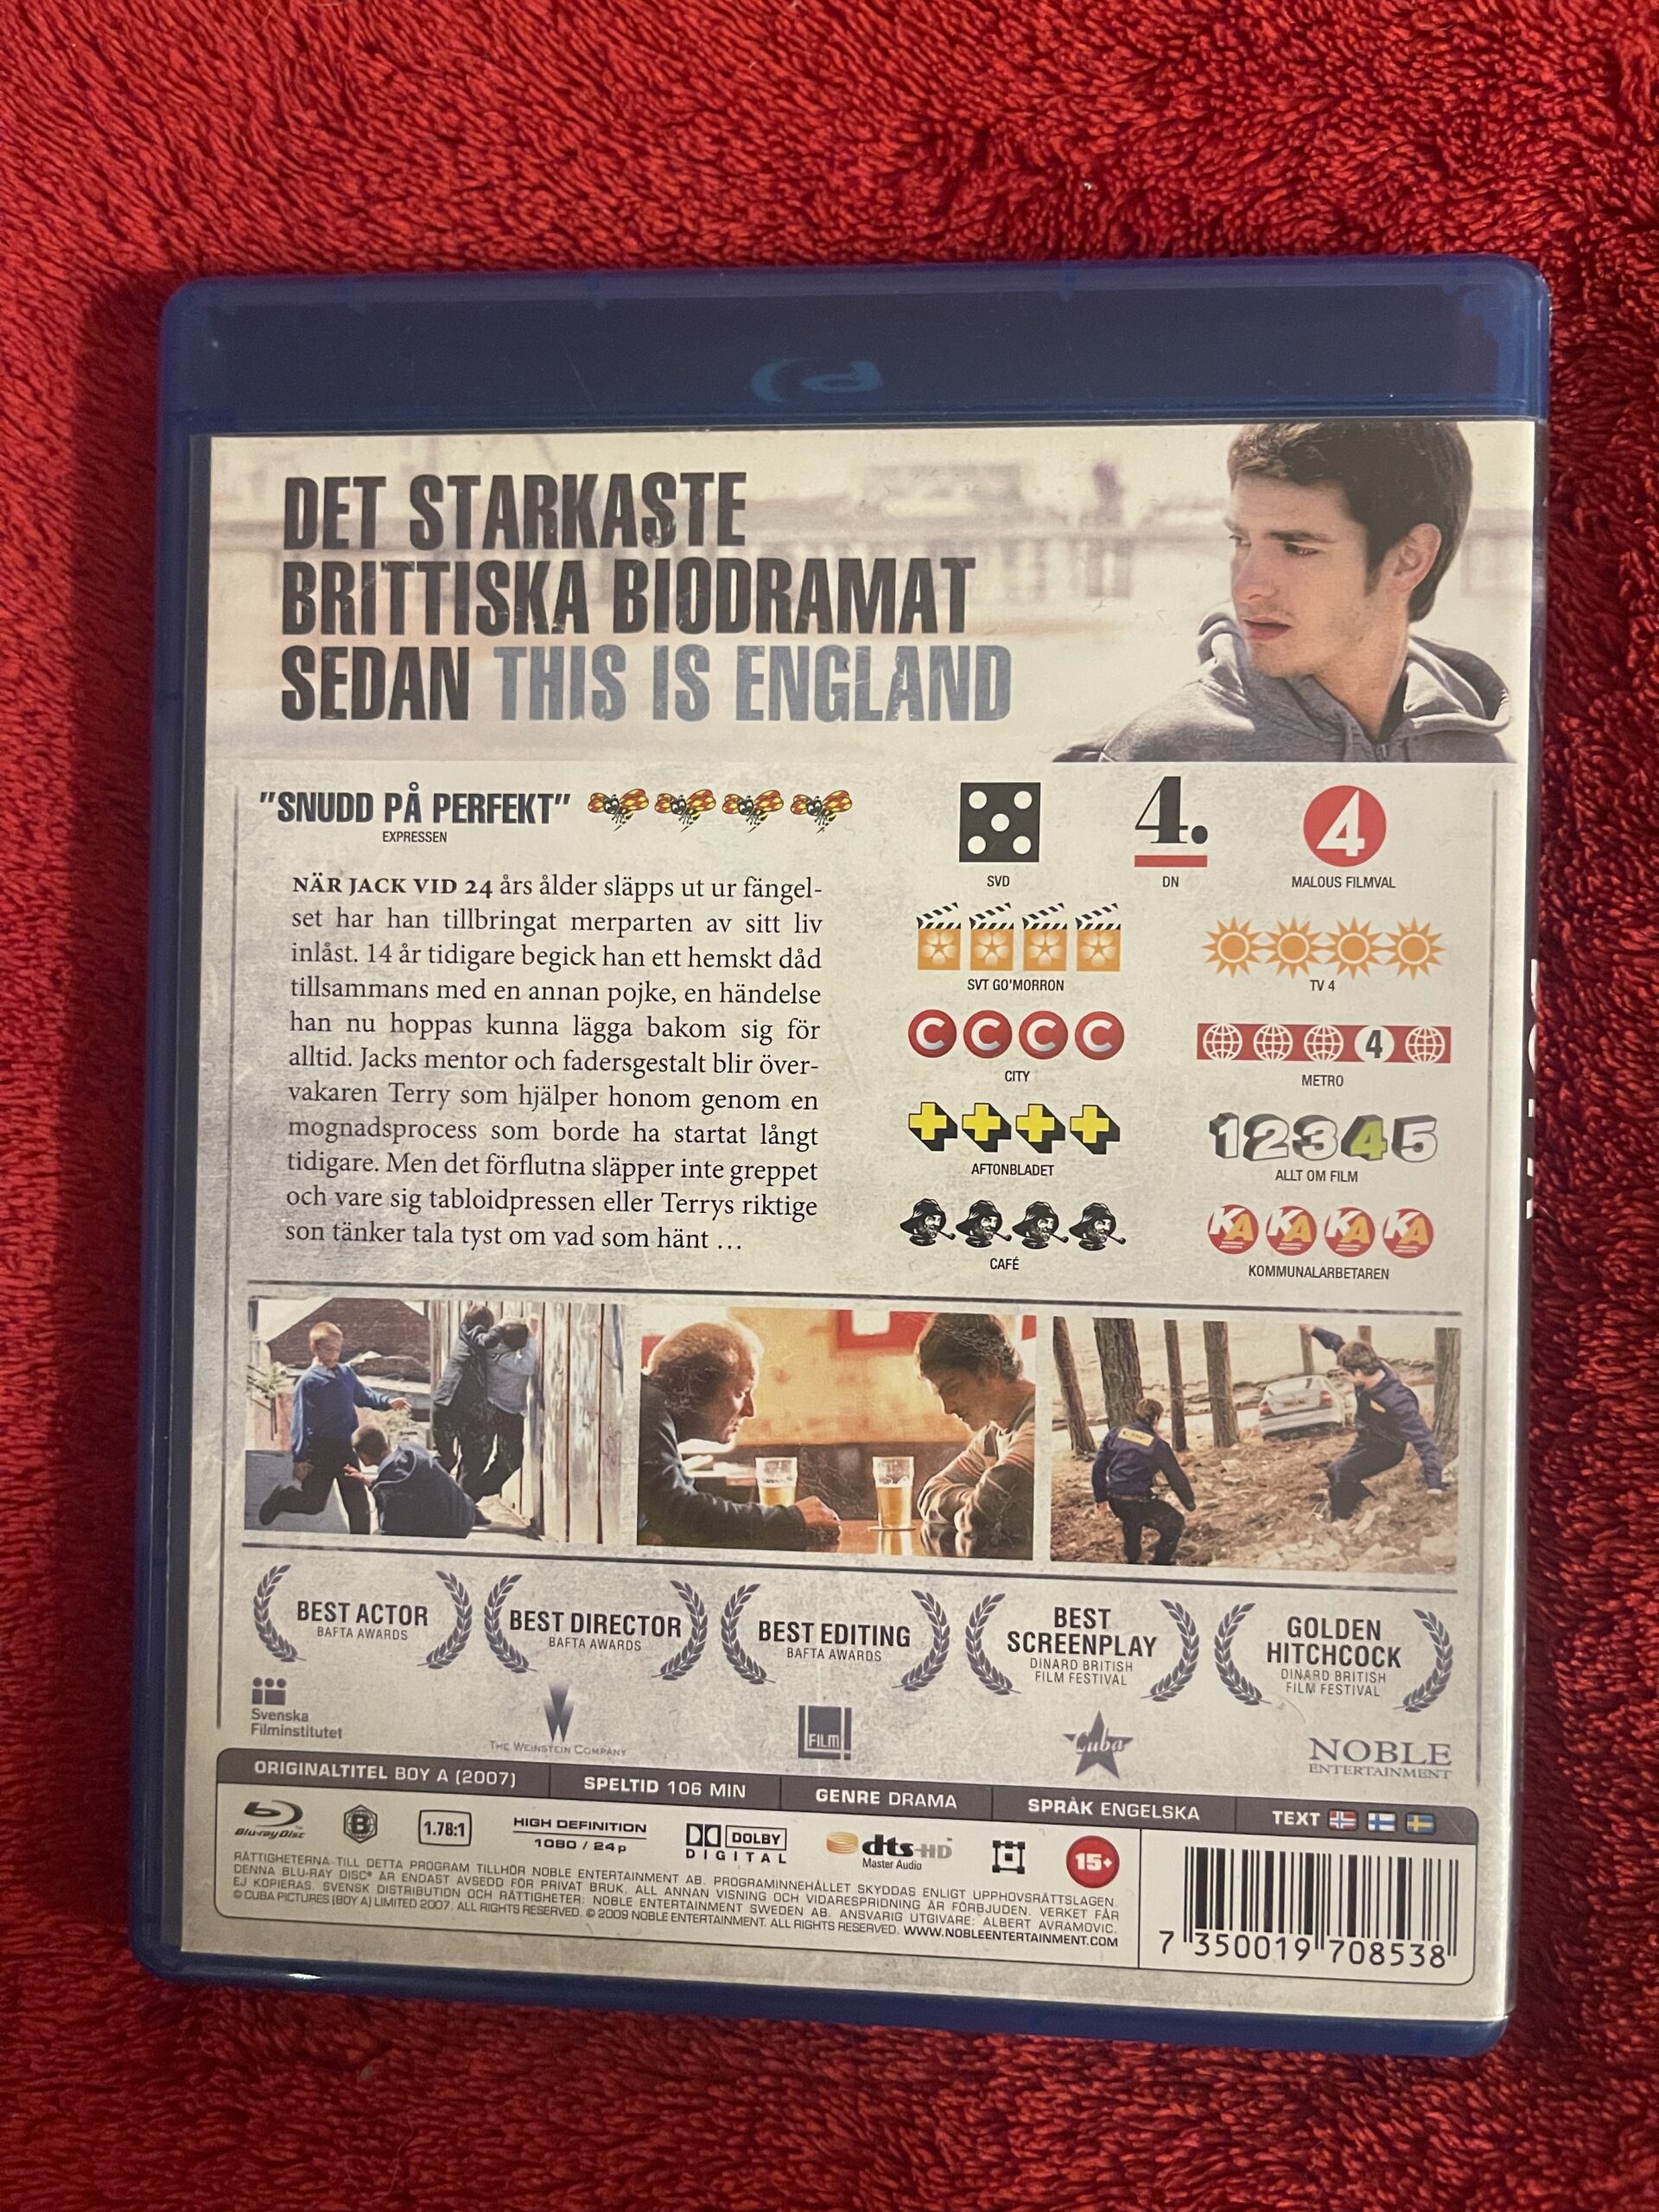 DET STARKASTE
BRITTISKA BIODRAMAT
SEDAN THIS IS ENGLAND
"SNUDD PÅ PERFEKT"
EXPRESSEN
NÄR JACK VID 24 års ålder släpps ut ur fängel-
set har han tillbringat merparten av sitt liv
inlåst. 14 år tidigare begick han ett hemskt dåd
tillsammans med en annan pojke, en händelse
han nu hoppas kunna lägga bakom sig för
alltid. Jacks mentor och fadersgestalt blir över-
vakaren Terry som hjälper honom genom en
mognadsprocess som borde ha startat långt
tidigare. Men det förflutna släpper inte greppet
och vare sig tabloidpressen eller Terrys riktige
son tänker tala tyst om vad som hänt ...
SVD
4.
DN
4
MALOUS FILMVAL
SVT GO'MORRON
TV 4
C C C C
CITY
4
METRO
AFTONBLADET
12345
ALLT OM FILM
CAFÉ
KA KA KA KA
KOMMUNALARBETAREN
BEST ACTOR
BAFTA AWARDS
BEST DIRECTOR
BAFTA AWARDS
BEST EDITING
BAFTA AWARDS
BEST
SCREENPLAY
DINARD BRITISH
FILM FESTIVAL
GOLDEN
HITCHCOCK
DINARD BRITISH
FILM FESTIVAL
Svenska
Filminstitutet
THE WEINSTEIN COMPANY
FILM
Cuba
NOBLE
ENTERTAINMENT
ORIGINALTITEL BOY A (2007)
SPELTID 106 MIN
GENRE DRAMA
SPRÅK ENGELSKA
TEXT
Blu-ray Disc
B
1.78:1
HIGH DEFINITION
1080 / 24p
DOLBY
DIGITAL
dts-HD
Master Audio
15+
RÄTTIGHETERNA TILL DETTA PROGRAM TILLHÖR NOBLE ENTERTAINMENT AB. PROGRAMINNEHÅLLET SKYDDAS ENLIGT UPPHOVSRÄTTSLAGEN.
DENNA BLU-RAY DISC® ÄR ENDAST AVSEDD FÖR PRIVAT BRUK. ALL ANNAN VISNING OCH VIDARESPRIDNING ÄR FÖRBJUDEN. VERKET FÅR
EJ KOPIERAS. SVENSK DISTRIBUTION OCH RÄTTIGHETER: NOBLE ENTERTAINMENT SWEDEN AB. ANSVARIG UTGIVARE: ALBERT AVRAMOVIC.
© CUBA PICTURES (BOY A) LIMITED 2007. ALL RIGHTS RESERVED. © 2009 NOBLE ENTERTAINMENT. ALL RIGHTS RESERVED. WWW.NOBLEENTERTAINMENT.COM
7 350019 708538